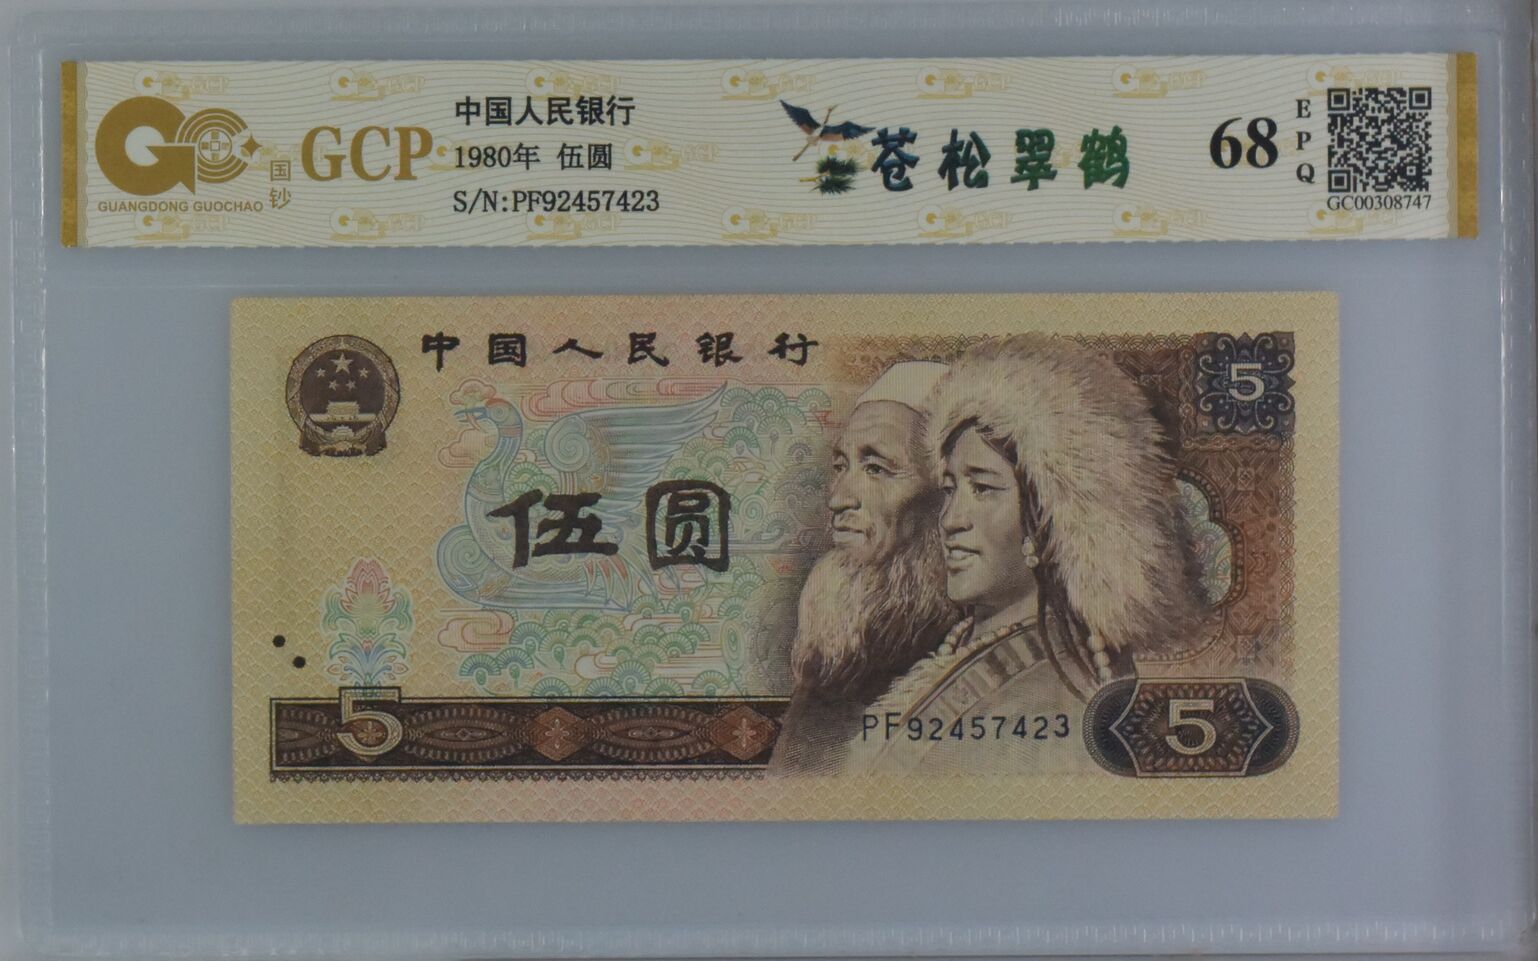 GUANGDONG GUOCHAO
国钞
GCP
中国人民银行
1980年 伍圆
S/N:PF92457423
苍松翠鹤
68
EPQ
GC00308747
中国人民银行
5
伍圆
5
PF92457423
5